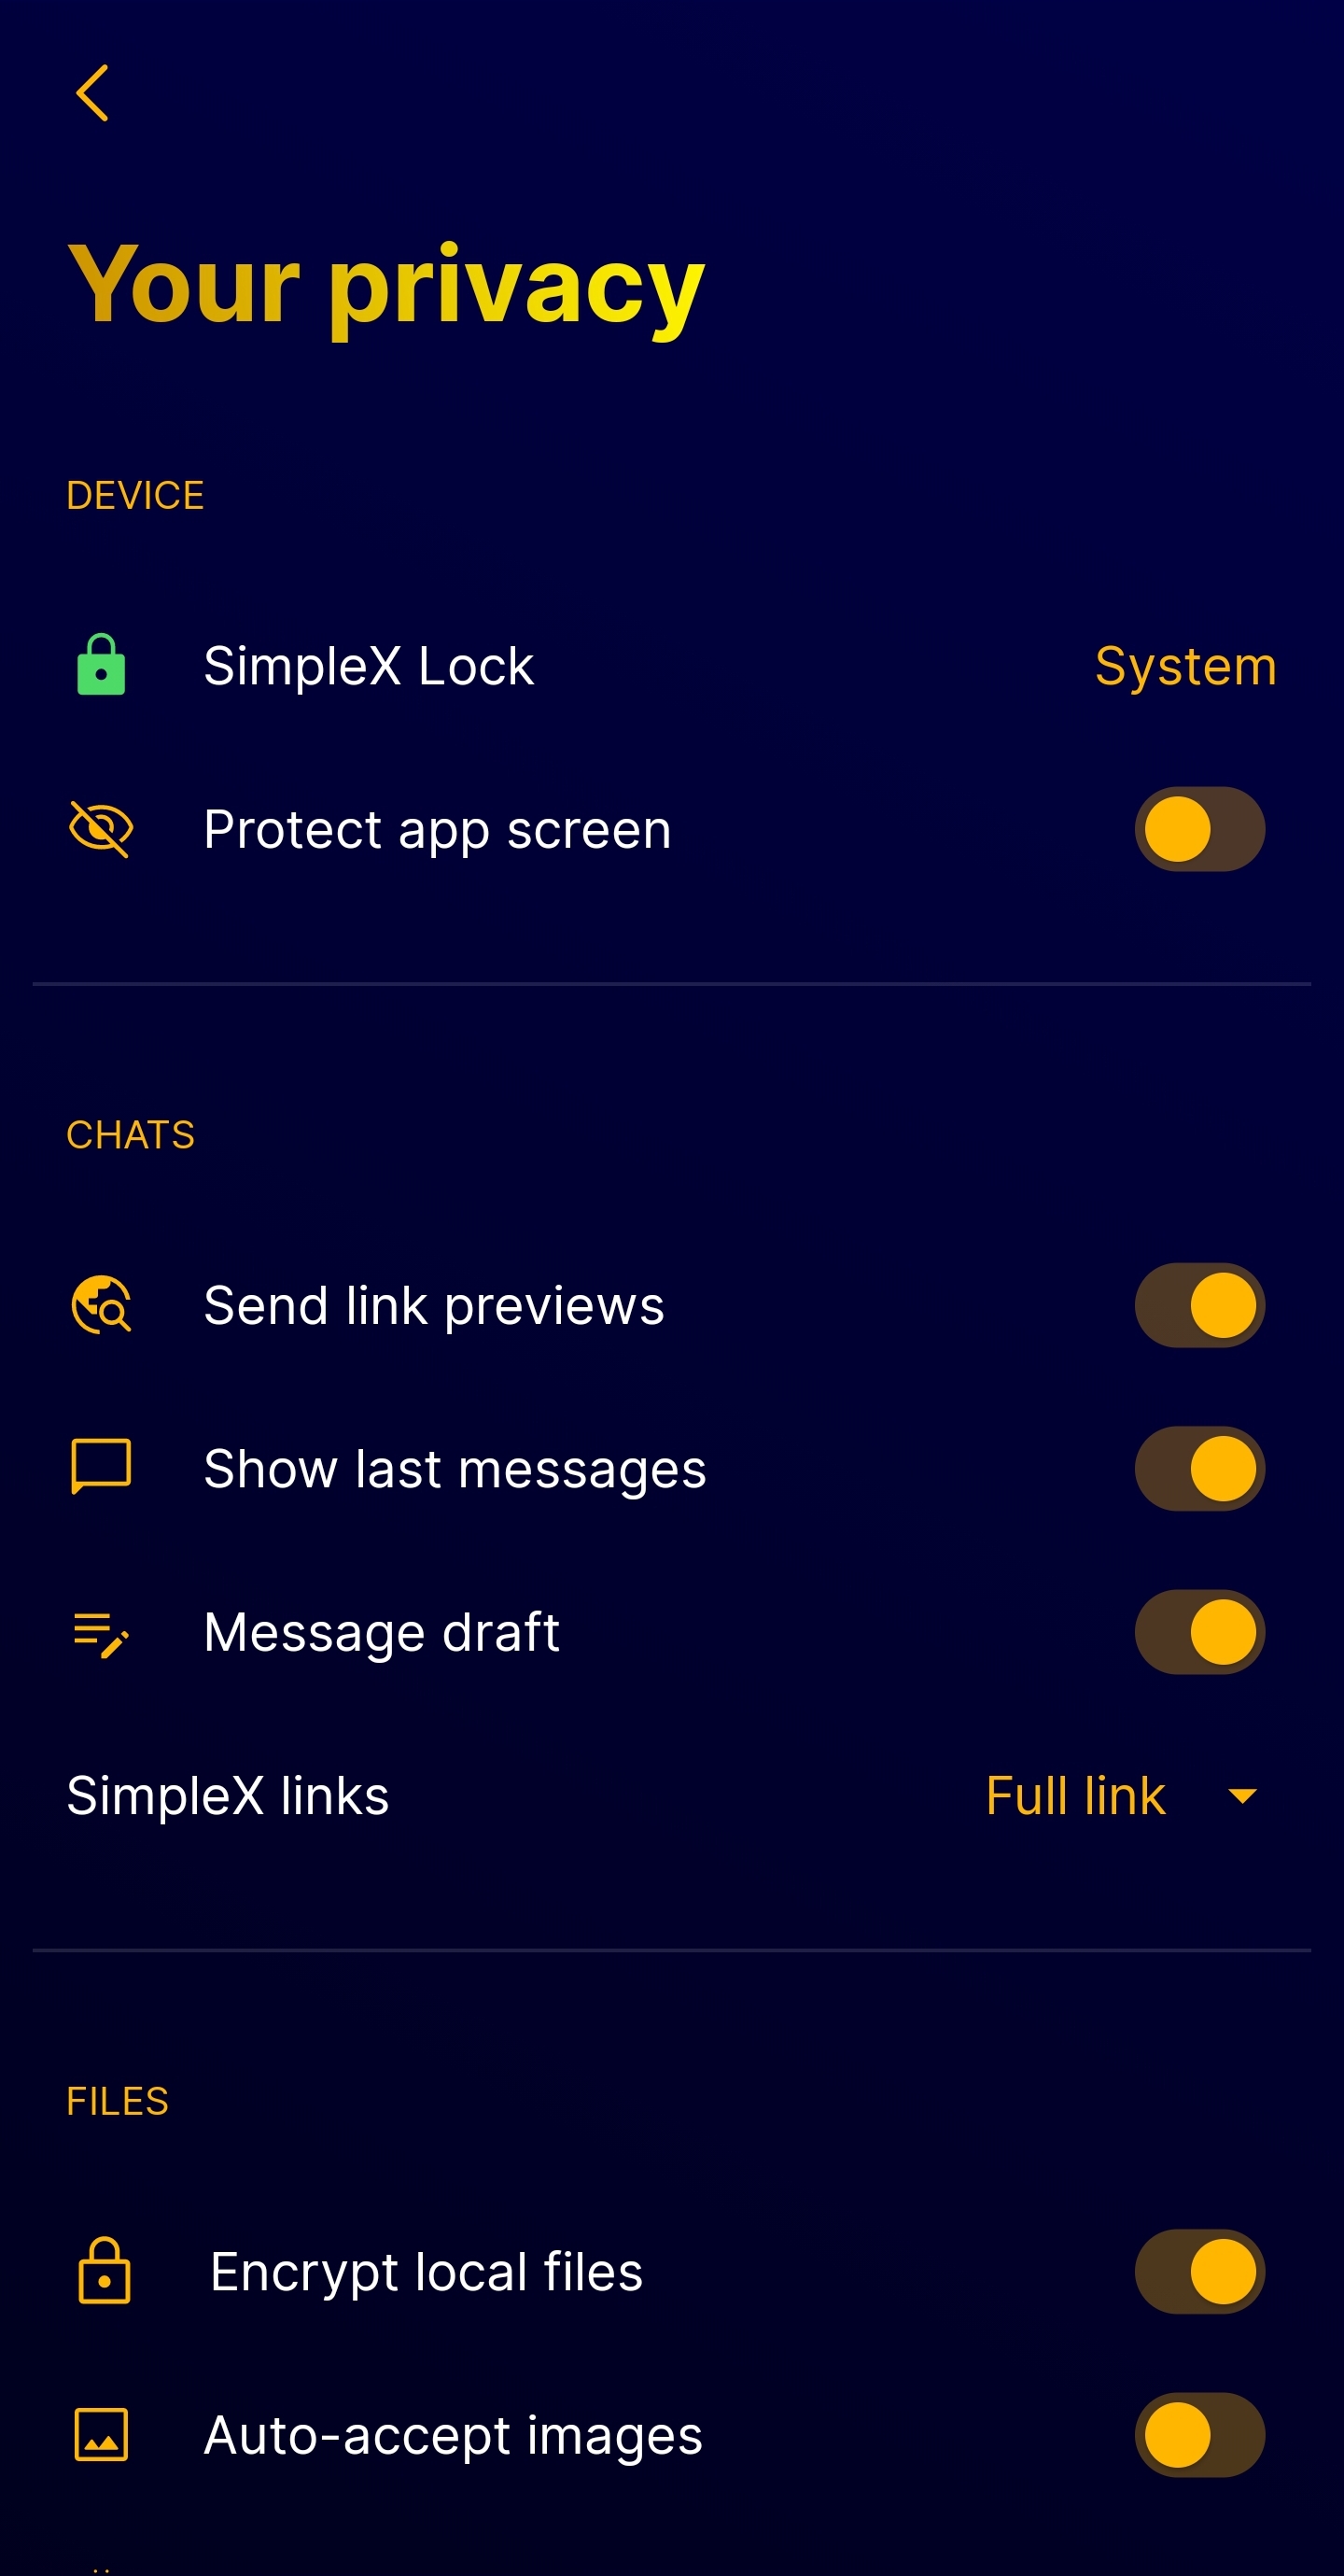 Your privacy
DEVICE
SimpleX Lock System
Protect app screen
CHATS
Send link previews
Show last messages
Message draft
SimpleX links Full link
FILES
Encrypt local files
Auto-accept images